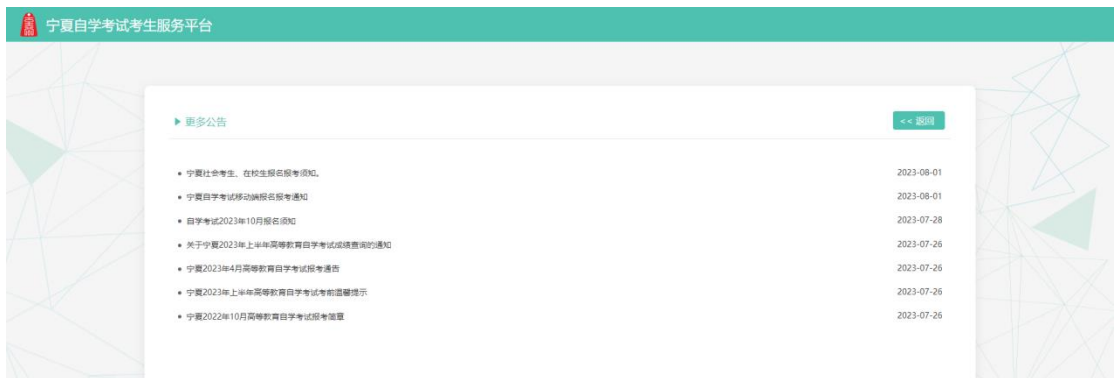 宁夏自学考试考生服务平台
更多公告
<< 返回
宁夏社会考生、在校生报名报考须知。 2023-08-01
宁夏自学考试移动端报名报考通知 2023-08-01
自学考试2023年10月报名须知 2023-07-28
关于宁夏2023年上半年高等教育自学考试成绩查询的通知 2023-07-26
宁夏2023年4月高等教育自学考试报考通告 2023-07-26
宁夏2023年上半年高等教育自学考试考前温馨提示 2023-07-26
宁夏2022年10月高等教育自学考试报考简章 2023-07-26